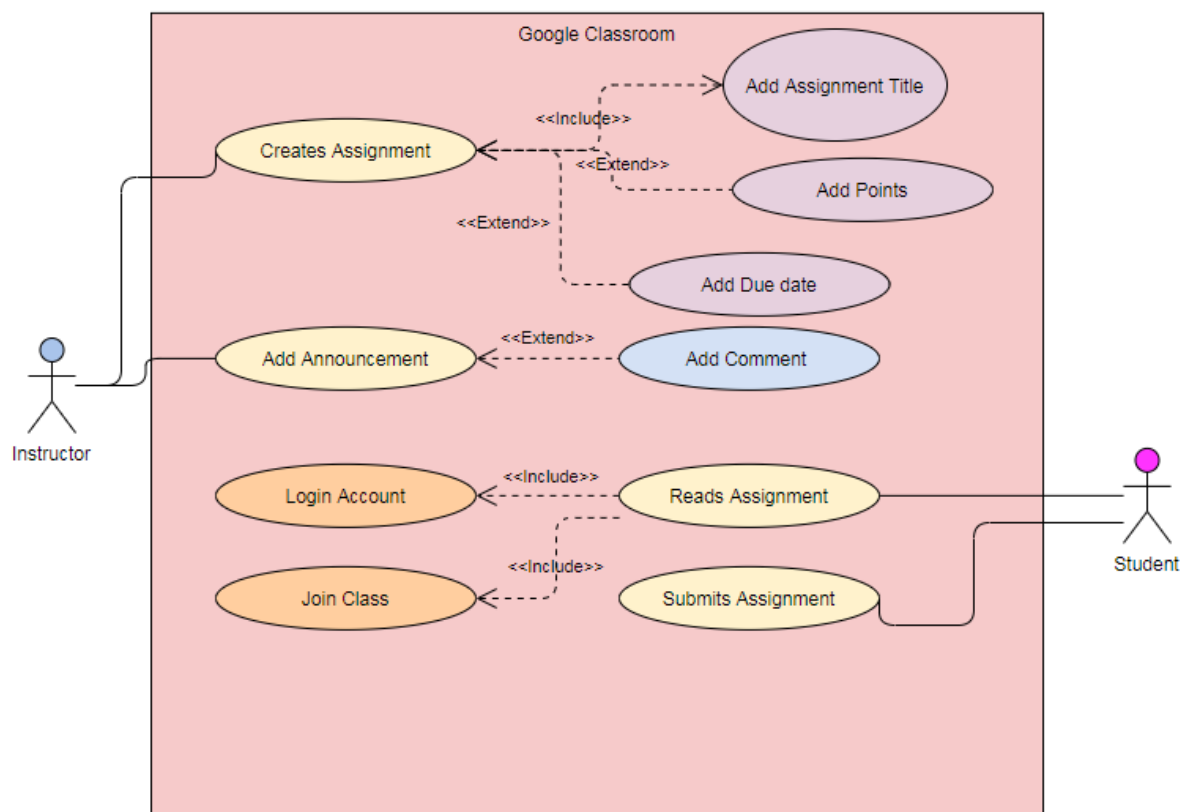 Google Classroom
Add Assignment Title
<<Include>>
Creates Assignment
<<Extend>>
Add Points
<<Extend>>
Add Due date
<<Extend>>
Add Announcement
Add Comment
Instructor
<<Include>>
Login Account
Reads Assignment
Student
<<Include>>
Join Class
Submits Assignment